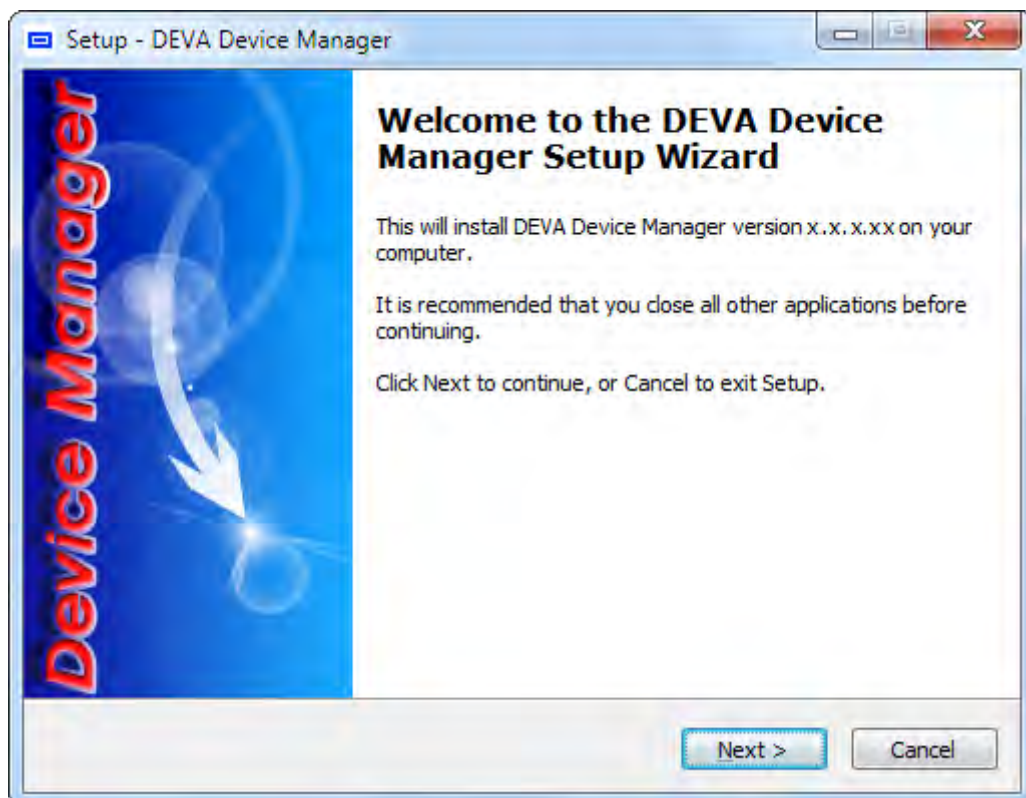 Setup - DEVA Device Manager
Device Manager
Welcome to the DEVA Device
Manager Setup Wizard
This will install DEVA Device Manager version x.x.x.xx on your
computer.
It is recommended that you close all other applications before
continuing.
Click Next to continue, or Cancel to exit Setup.
Next >
Cancel